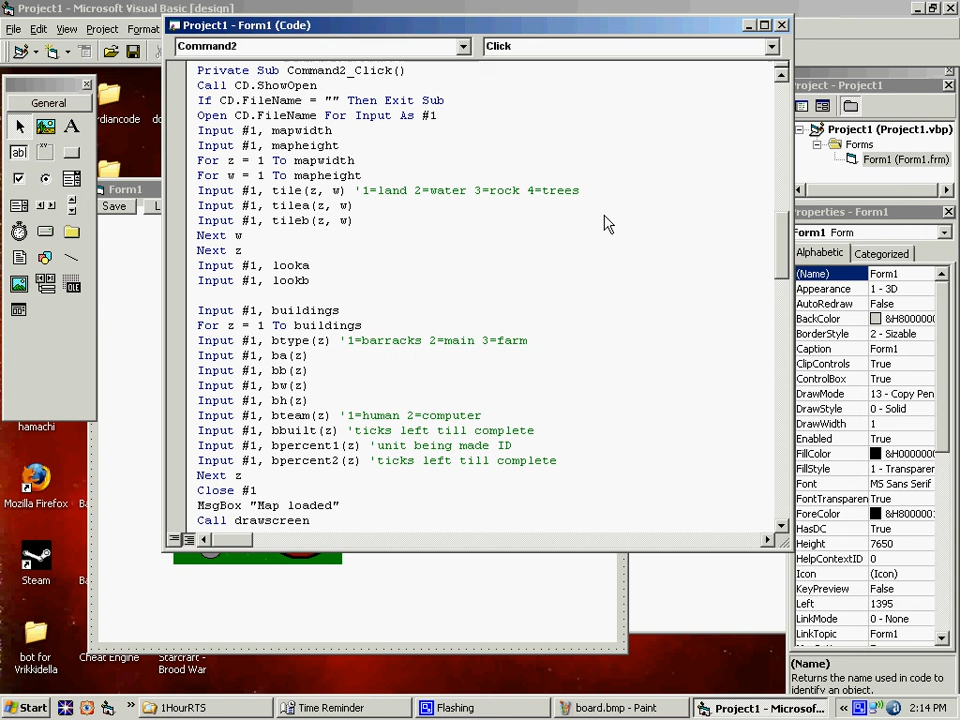 Project1 - Microsoft Visual Basic [design]
File Edit View Project Format
General
Project1 - Form1 (Code)
Command2
Click
Private Sub Command2_Click()
Call CD.ShowOpen
If CD.FileName = "" Then Exit Sub
Open CD.FileName For Input As #1
Input #1, mapwidth
Input #1, mapheight
For z = 1 To mapwidth
For w = 1 To mapheight
Input #1, tile(z, w) '1=land 2=water 3=rock 4=trees
Input #1, tilea(z, w)
Input #1, tileb(z, w)
Next w
Next z
Input #1, looka
Input #1, lookb
Input #1, buildings
For z = 1 To buildings
Input #1, btype(z) '1=barracks 2=main 3=farm
Input #1, ba(z)
Input #1, bb(z)
Input #1, bw(z)
Input #1, bh(z)
Input #1, bteam(z) '1=human 2=computer
Input #1, bbuilt(z) 'ticks left till complete
Input #1, bpercent1(z) 'unit being made ID
Input #1, bpercent2(z) 'ticks left till complete
Next z
Close #1
MsgBox "Map loaded"
Call drawscreen
rdiancode
Form1
Save
L
hamachi
Mozilla Firefox
Steam
bot for
Vrikkidella
Cheat Engine
Starcraft -
Brood War
Project - Project1
Project1 (Project1.vbp)
Forms
Form1 (Form1.frm)
Properties - Form1
Form1 Form
Alphabetic Categorized
(Name) Form1
Appearance 1 - 3D
AutoRedraw False
BackColor &H8000000
BorderStyle 2 - Sizable
Caption Form1
ClipControls True
ControlBox True
DrawMode 13 - Copy Pen
DrawStyle 0 - Solid
DrawWidth 1
Enabled True
FillColor &H0000000
FillStyle 1 - Transparen
Font MS Sans Serif
FontTransparen True
ForeColor &H8000001
HasDC True
Height 7650
HelpContextID 0
Icon (Icon)
KeyPreview False
Left 1395
LinkMode 0 - None
LinkTopic Form1
(Name)
Returns the name used in code to
identify an object.
Start
1HourRTS
Time Reminder
Flashing
board.bmp - Paint
Project1 - Microsof...
2:14 PM